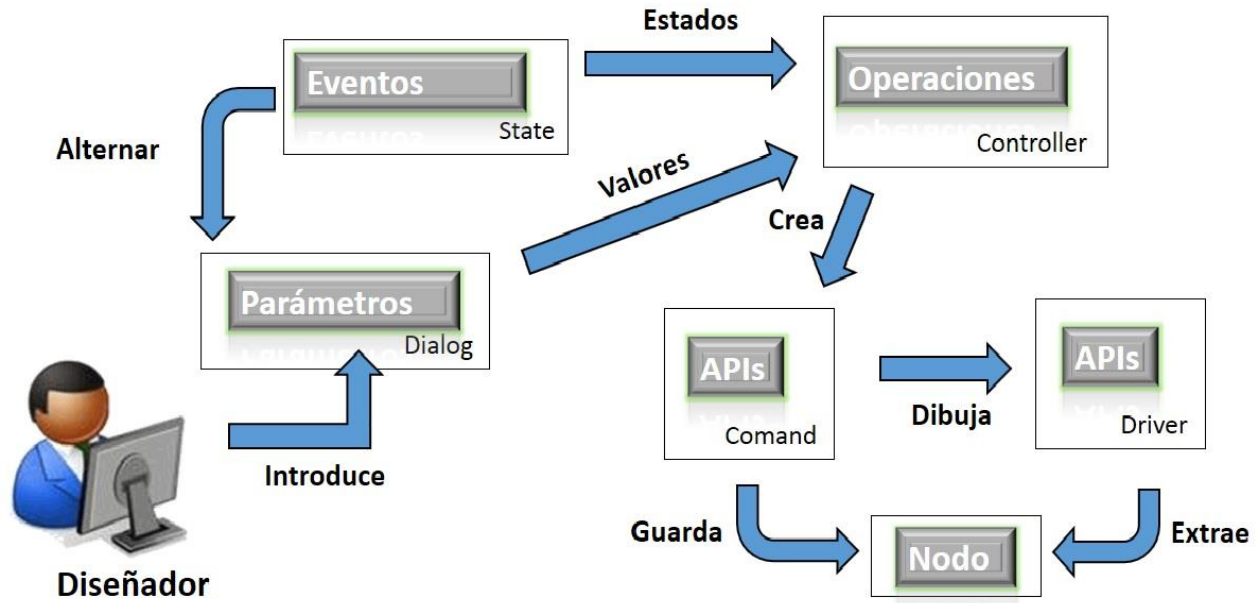 Estados
Eventos
State
Operaciones
Controller
Alternar
Valores
Crea
Parámetros
Dialog
APIs
Comand
Dibuja
APIs
Driver
Introduce
Guarda
Nodo
Extrae
Diseñador